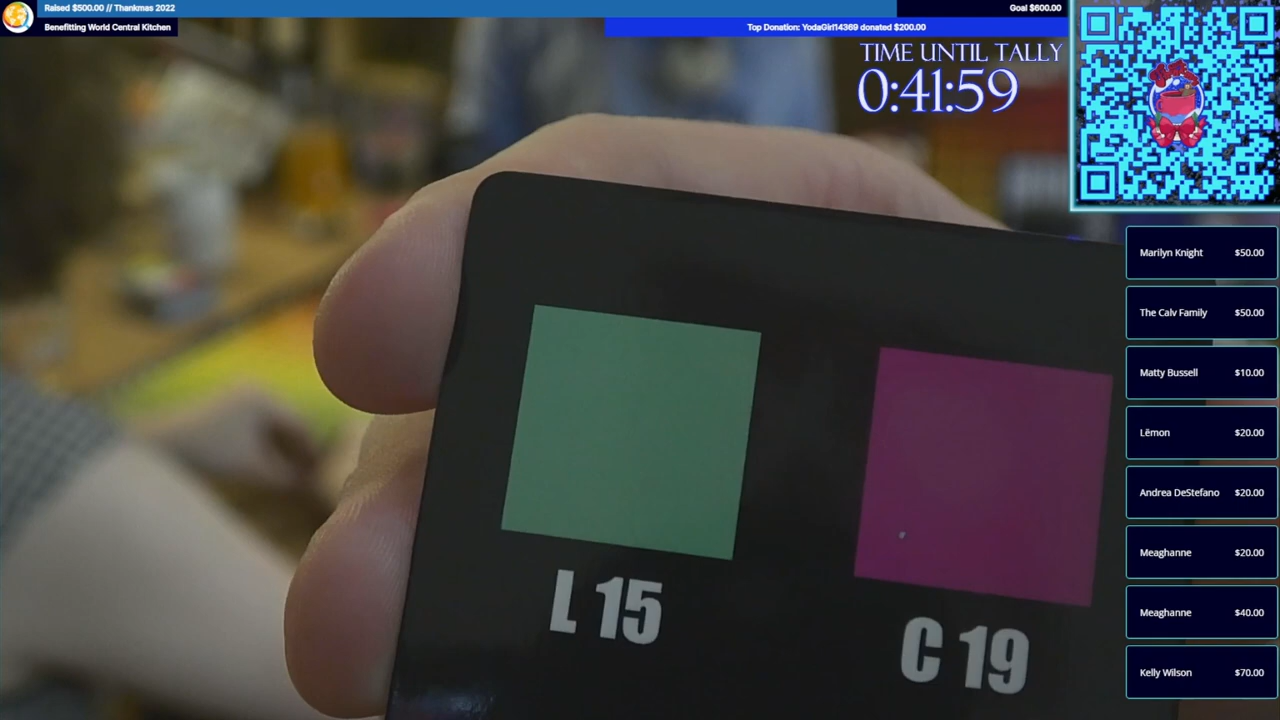 Raised $500.00 // Thankmas 2022
Goal $600.00
Benefitting World Central Kitchen
Top Donation: YodaGirl14369 donated $200.00
TIME UNTIL TALLY
0:41:59
Marilyn Knight $50.00
The Calv Family $50.00
Matty Bussell $10.00
Lēmon $20.00
Andrea DeStefano $20.00
Meaghanne $20.00
Meaghanne $40.00
Kelly Wilson $70.00
L 15
C 19